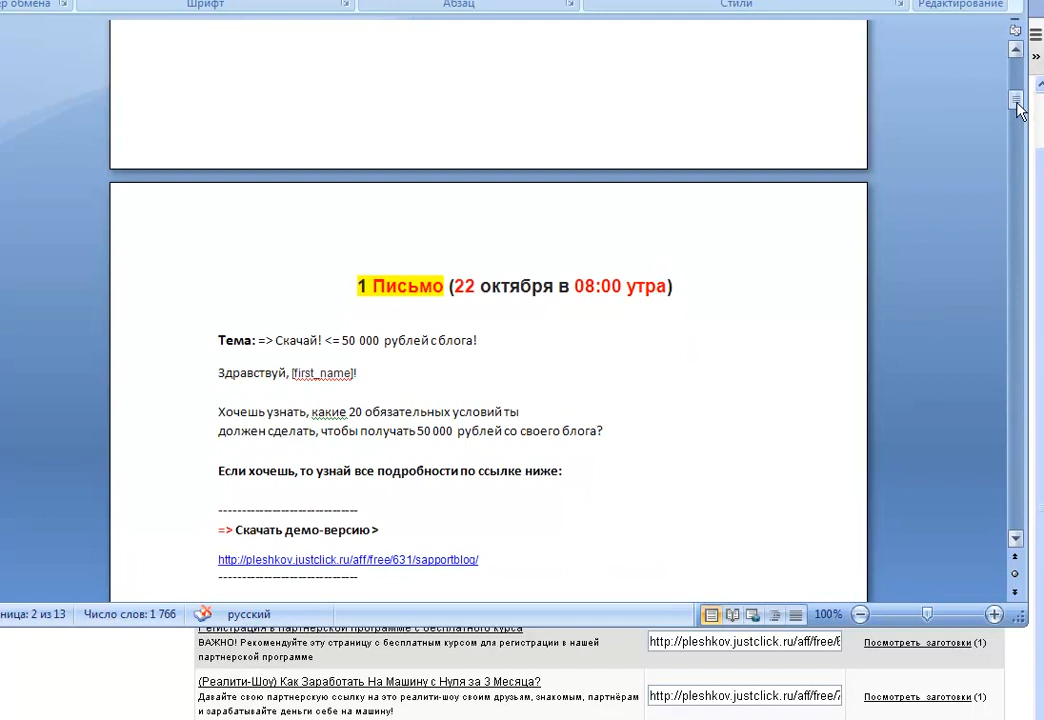 ер обмена
Шрифт
Абзац
Стили
Редактирование
1 Письмо (22 октября в 08:00 утра)
Тема: => Скачай! <= 50 000 рублей с блога!
Здравствуй, [first_name]!
Хочешь узнать, какие 20 обязательных условий ты
должен сделать, чтобы получать 50 000 рублей со своего блога?
Если хочешь, то узнай все подробности по ссылке ниже:
-------------------------------
=> Скачать демо-версию >
http://pleshkov.justclick.ru/aff/free/631/sapportblog/
-------------------------------
ница: 2 из 13 Число слов: 1 766 русский 100%
Регистрация в партнерской программе с бесплатного курса
ВАЖНО! Рекомендуйте эту страницу с бесплатным курсом для регистрации в нашей http://pleshkov.justclick.ru/aff/free/ Посмотреть заготовки (1)
партнерской программе
(Реалити-Шоу) Как Заработать На Машину с Нуля за 3 Месяца?
Давайте свою партнерскую ссылку на это реалити-шоу своим друзьям, знакомым, партнёрам http://pleshkov.justclick.ru/aff/free/ Посмотреть заготовки (1)
и зарабатывайте деньги себе на машину!